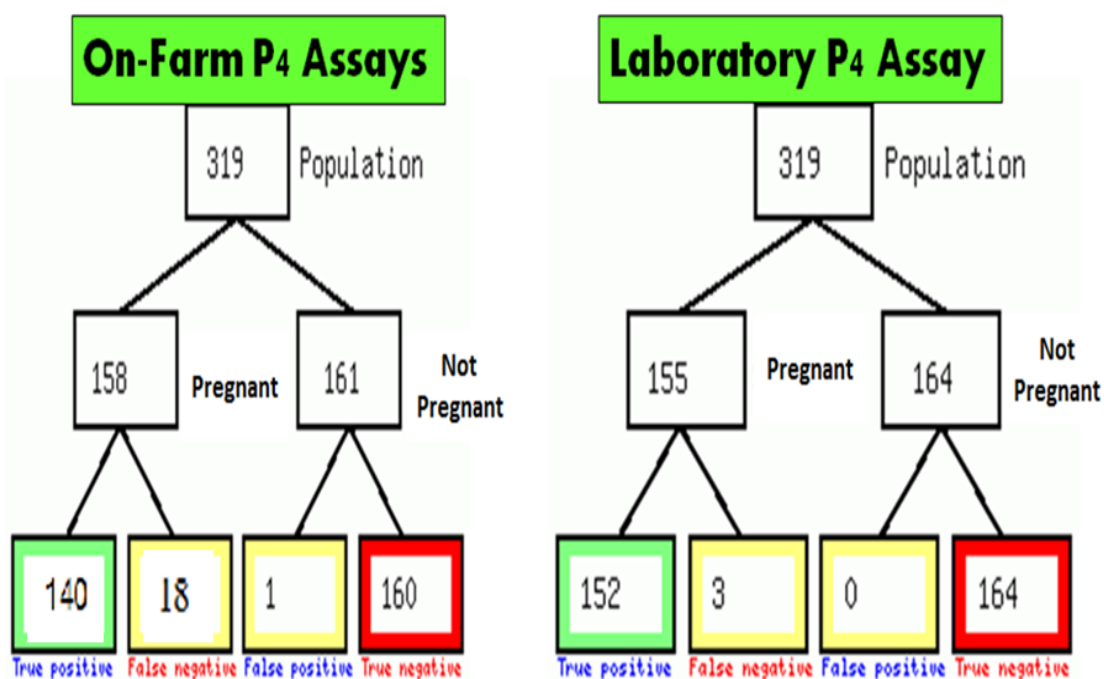 On-Farm P4 Assays
319 Population
158 Pregnant 161 Not Pregnant
140 18 1 160
True positive False negative False positive True negative
Laboratory P4 Assay
319 Population
155 Pregnant 164 Not Pregnant
152 3 0 164
True positive False negative False positive True negative